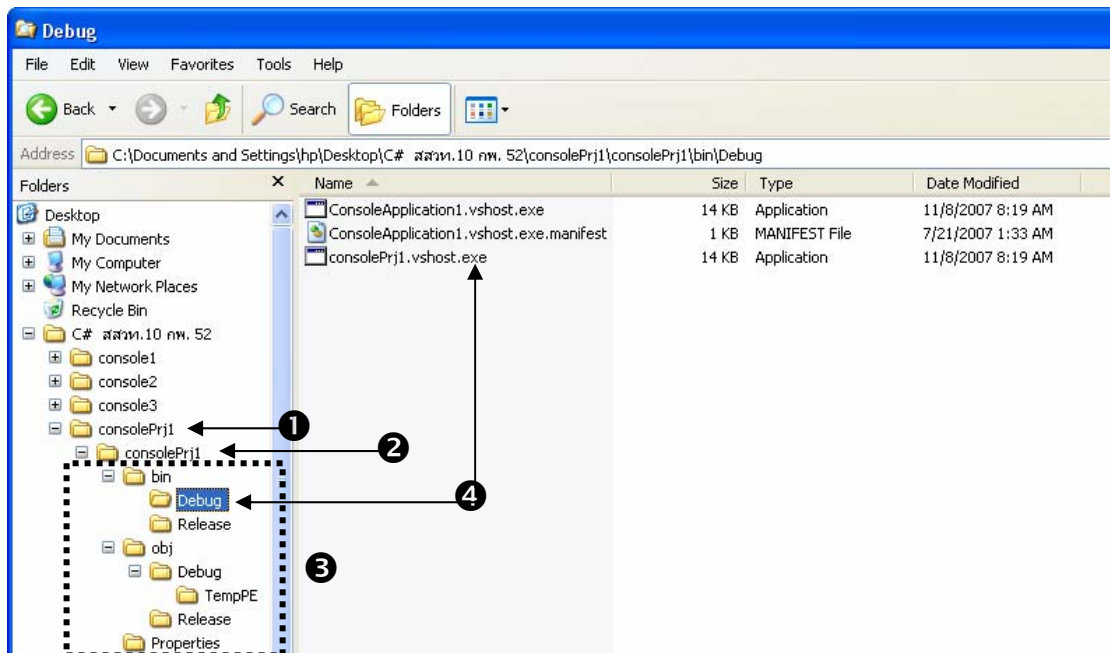 Debug
File Edit View Favorites Tools Help
Back Search Folders
Address C:\Documents and Settings\hp\Desktop\C# สสวท.10 กพ. 52\consolePrj1\consolePrj1\bin\Debug
Folders X Name Size Type Date Modified
Desktop ConsoleApplication1.vshost.exe 14 KB Application 11/8/2007 8:19 AM
My Documents ConsoleApplication1.vshost.exe.manifest 1 KB MANIFEST File 7/21/2007 1:33 AM
My Computer consolePrj1.vshost.exe 14 KB Application 11/8/2007 8:19 AM
My Network Places
Recycle Bin
C# สสวท.10 กพ. 52
console1
console2
console3
consolePrj1 ❶
consolePrj1 ❷
bin
Debug ❹
Release
obj
Debug ❸
TempPE
Release
Properties